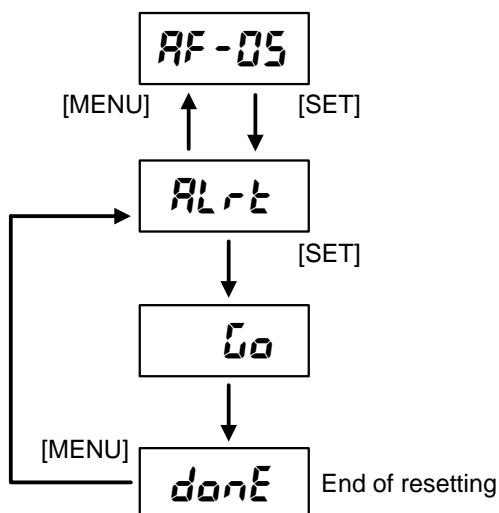 AF-05
[MENU] [SET]
ALrt
[SET]
Go
[MENU]
donE End of resetting